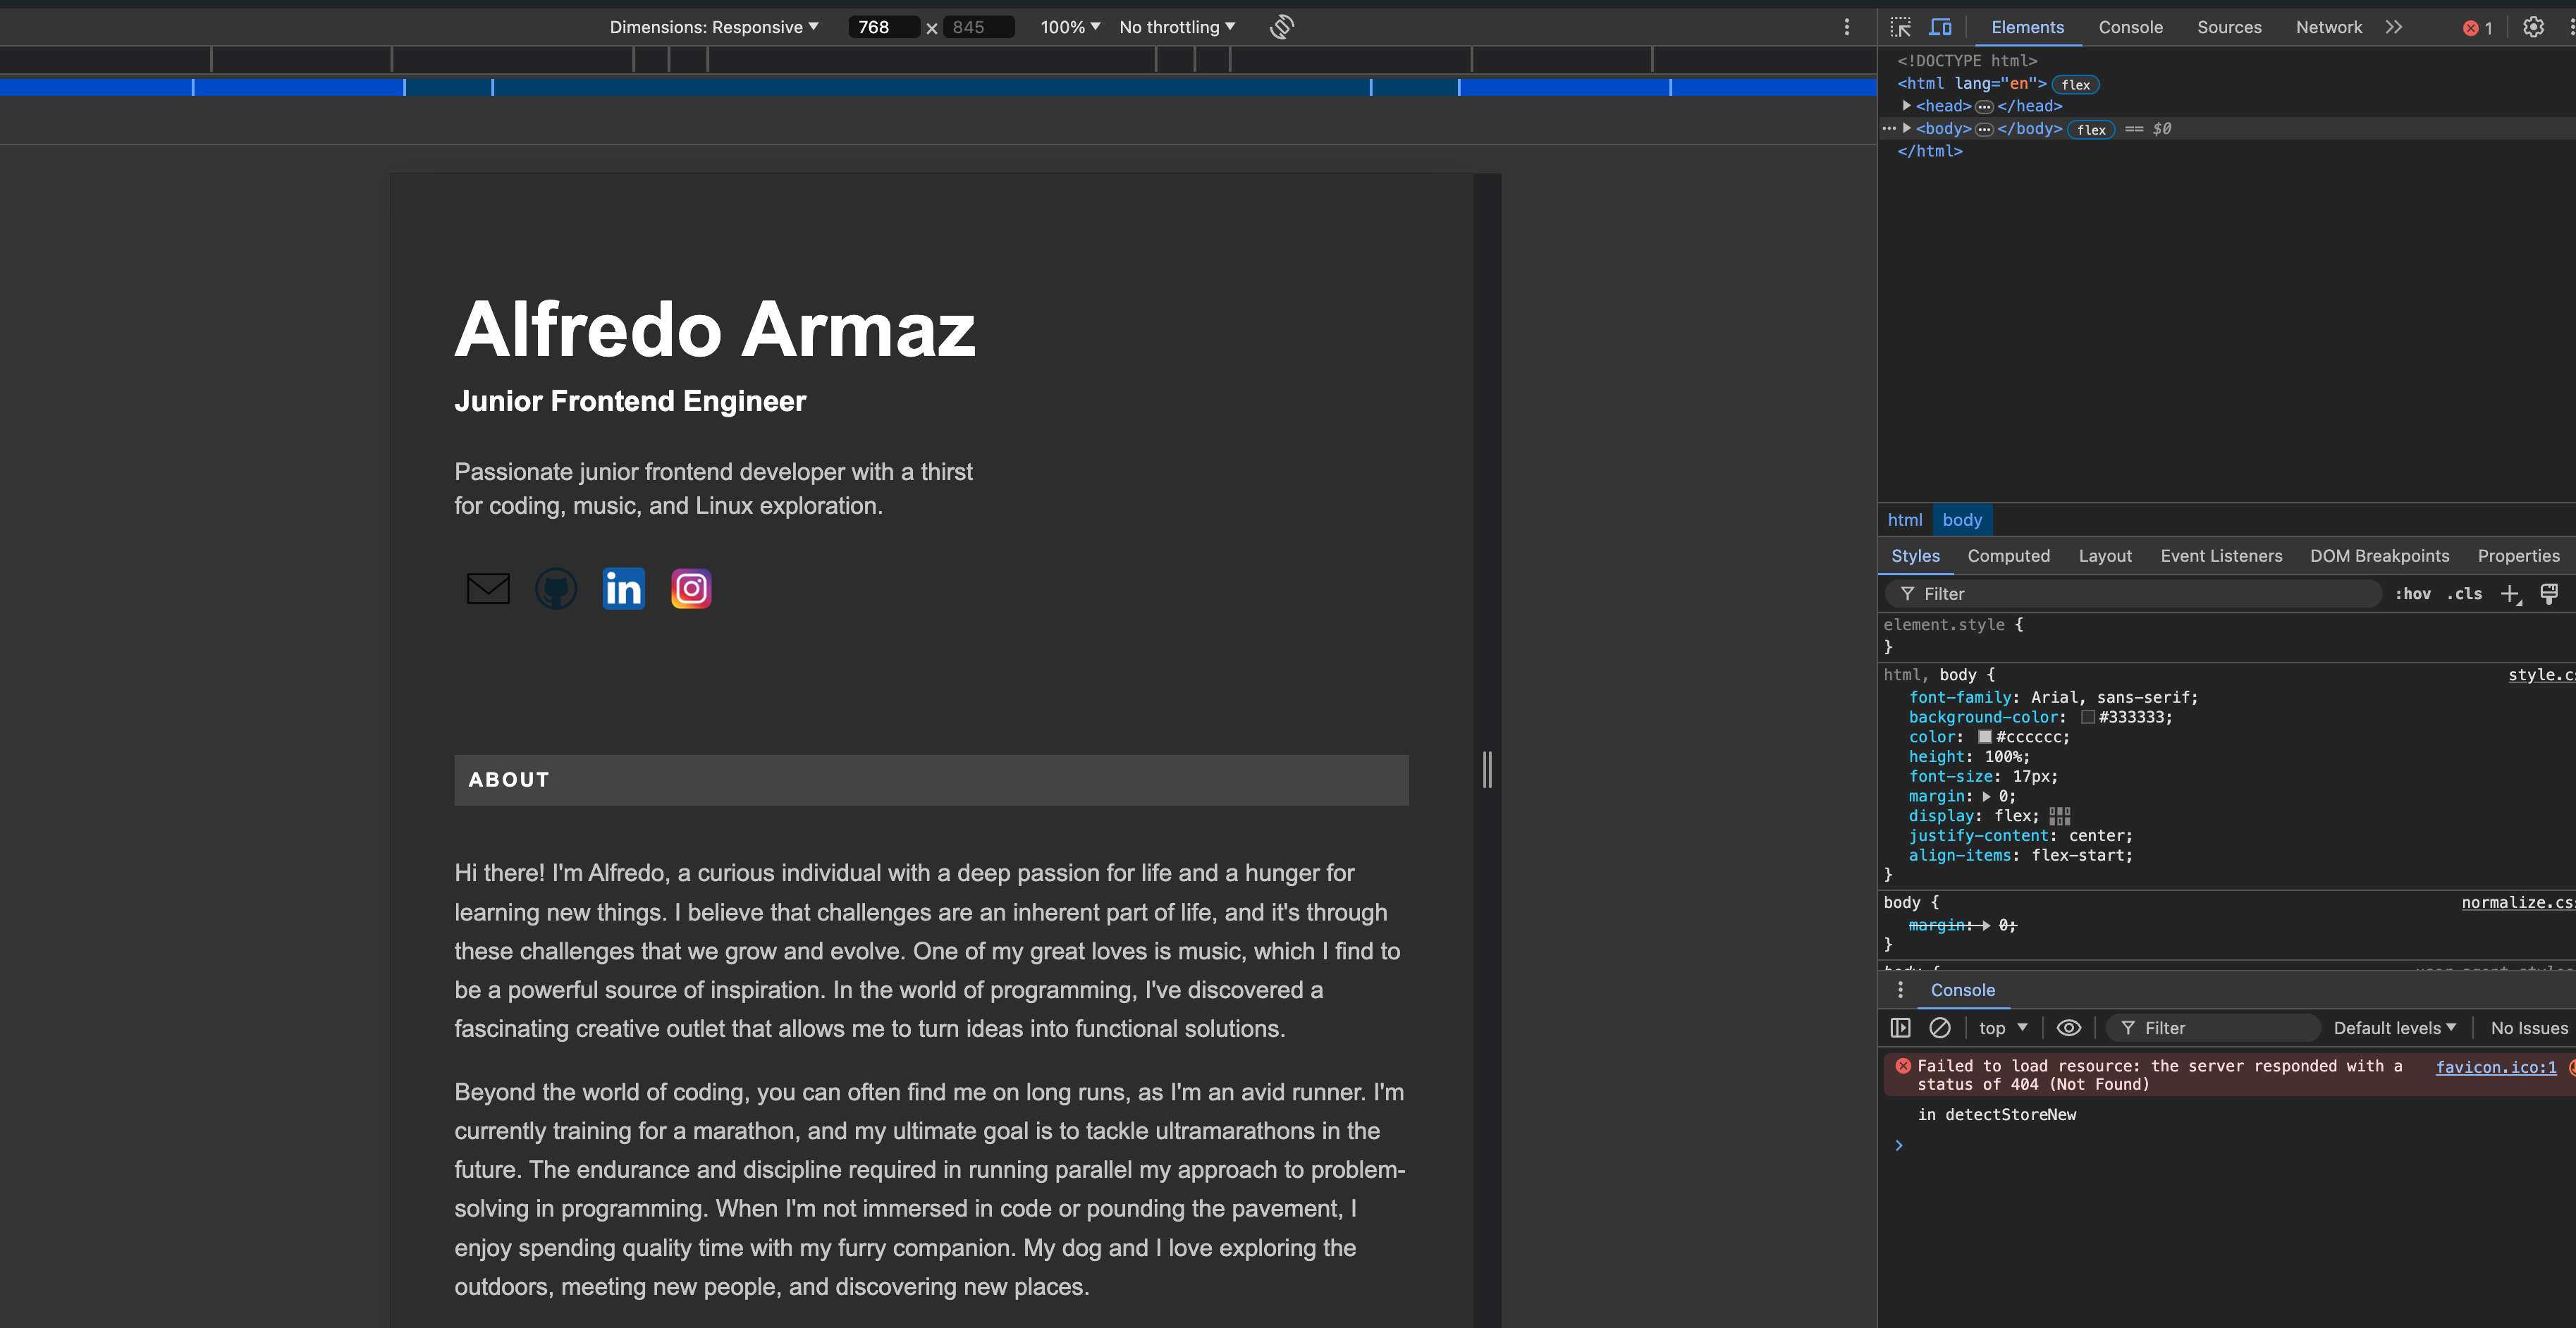 Dimensions: Responsive 768 x 845 100% No throttling
Elements Console Sources Network 1
<!DOCTYPE html>
<html lang="en"> flex
<head> ... </head>
... <body> ... </body> flex == $0
</html>
Alfredo Armaz
Junior Frontend Engineer
Passionate junior frontend developer with a thirst
for coding, music, and Linux exploration.
in
ABOUT
Hi there! I'm Alfredo, a curious individual with a deep passion for life and a hunger for
learning new things. I believe that challenges are an inherent part of life, and it's through
these challenges that we grow and evolve. One of my great loves is music, which I find to
be a powerful source of inspiration. In the world of programming, I've discovered a
fascinating creative outlet that allows me to turn ideas into functional solutions.
Beyond the world of coding, you can often find me on long runs, as I'm an avid runner. I'm
currently training for a marathon, and my ultimate goal is to tackle ultramarathons in the
future. The endurance and discipline required in running parallel my approach to problem-
solving in programming. When I'm not immersed in code or pounding the pavement, I
enjoy spending quality time with my furry companion. My dog and I love exploring the
outdoors, meeting new people, and discovering new places.
html body
Styles Computed Layout Event Listeners DOM Breakpoints Properties
Filter :hov .cls
element.style {
}
html, body { style.c
font-family: Arial, sans-serif;
background-color: #333333;
color: #cccccc;
height: 100%;
font-size: 17px;
margin: 0;
display: flex;
justify-content: center;
align-items: flex-start;
}
body { normalize.cs
margin: 0;
}
Console
top Filter Default levels No Issues
Failed to load resource: the server responded with a favicon.ico:1
status of 404 (Not Found)
in detectStoreNew
>